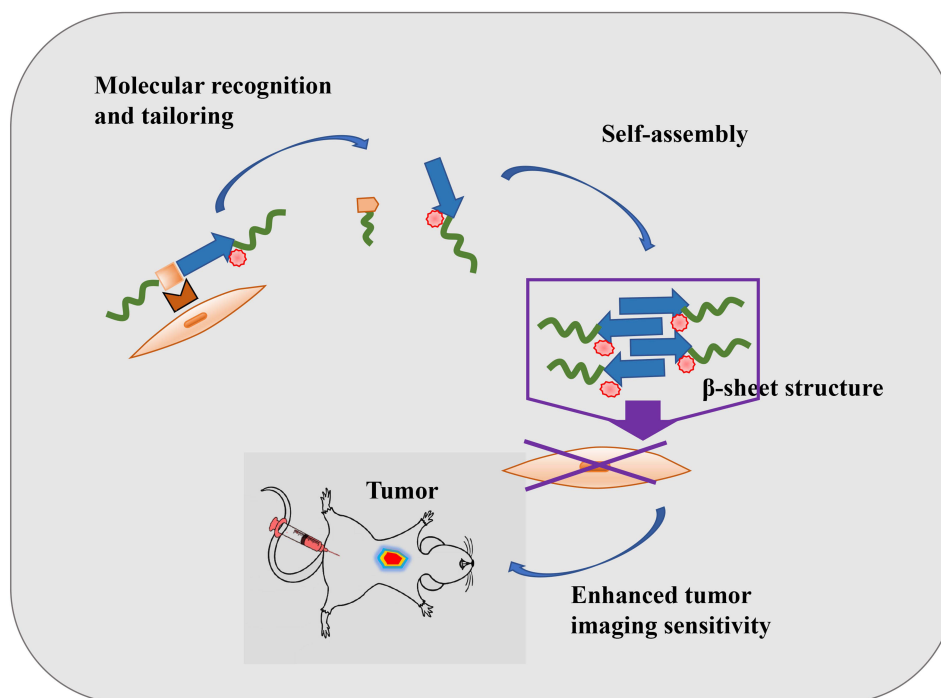 Molecular recognition
and tailoring
Self-assembly
β-sheet structure
Tumor
Enhanced tumor
imaging sensitivity